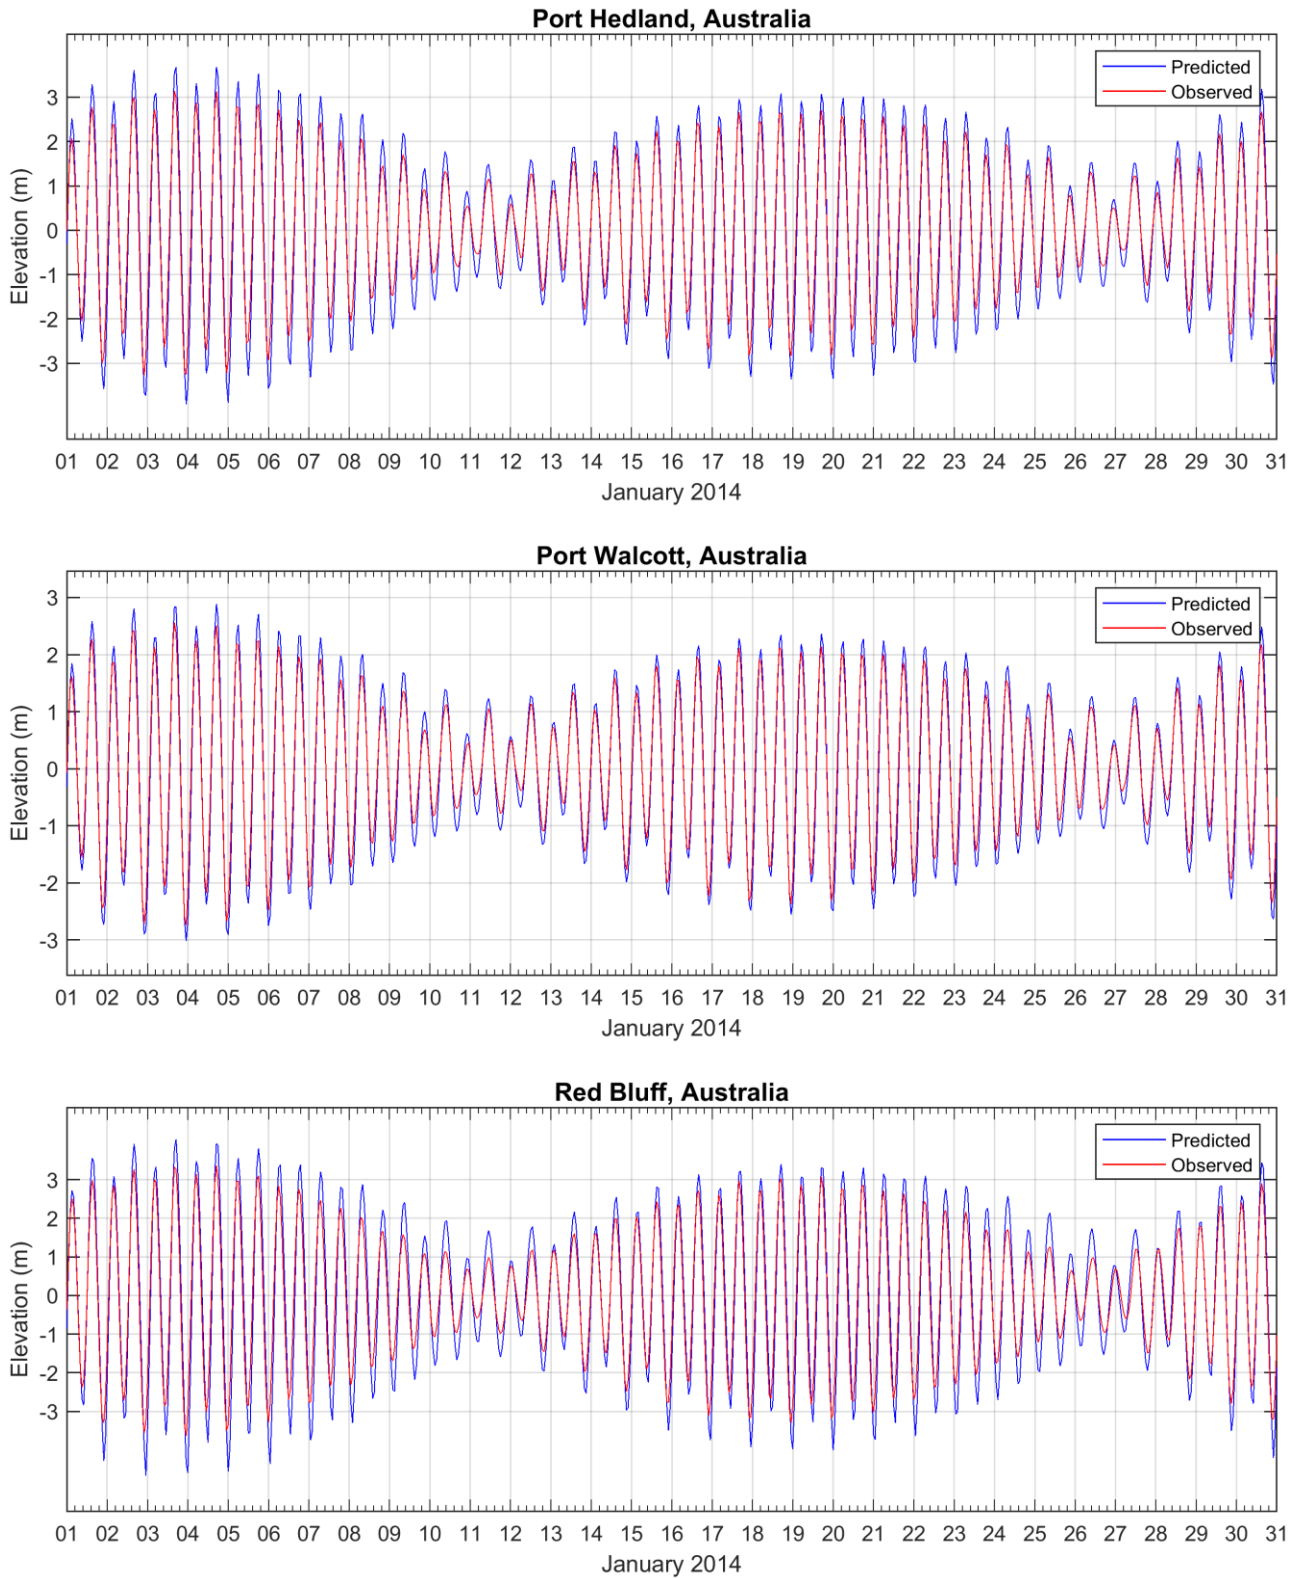 Port Hedland, Australia
Predicted
Observed
Elevation (m)
3
2
1
0
-1
-2
-3
01 02 03 04 05 06 07 08 09 10 11 12 13 14 15 16 17 18 19 20 21 22 23 24 25 26 27 28 29 30 31
January 2014
Port Walcott, Australia
Predicted
Observed
Elevation (m)
3
2
1
0
-1
-2
-3
01 02 03 04 05 06 07 08 09 10 11 12 13 14 15 16 17 18 19 20 21 22 23 24 25 26 27 28 29 30 31
January 2014
Red Bluff, Australia
Predicted
Observed
Elevation (m)
3
2
1
0
-1
-2
-3
01 02 03 04 05 06 07 08 09 10 11 12 13 14 15 16 17 18 19 20 21 22 23 24 25 26 27 28 29 30 31
January 2014